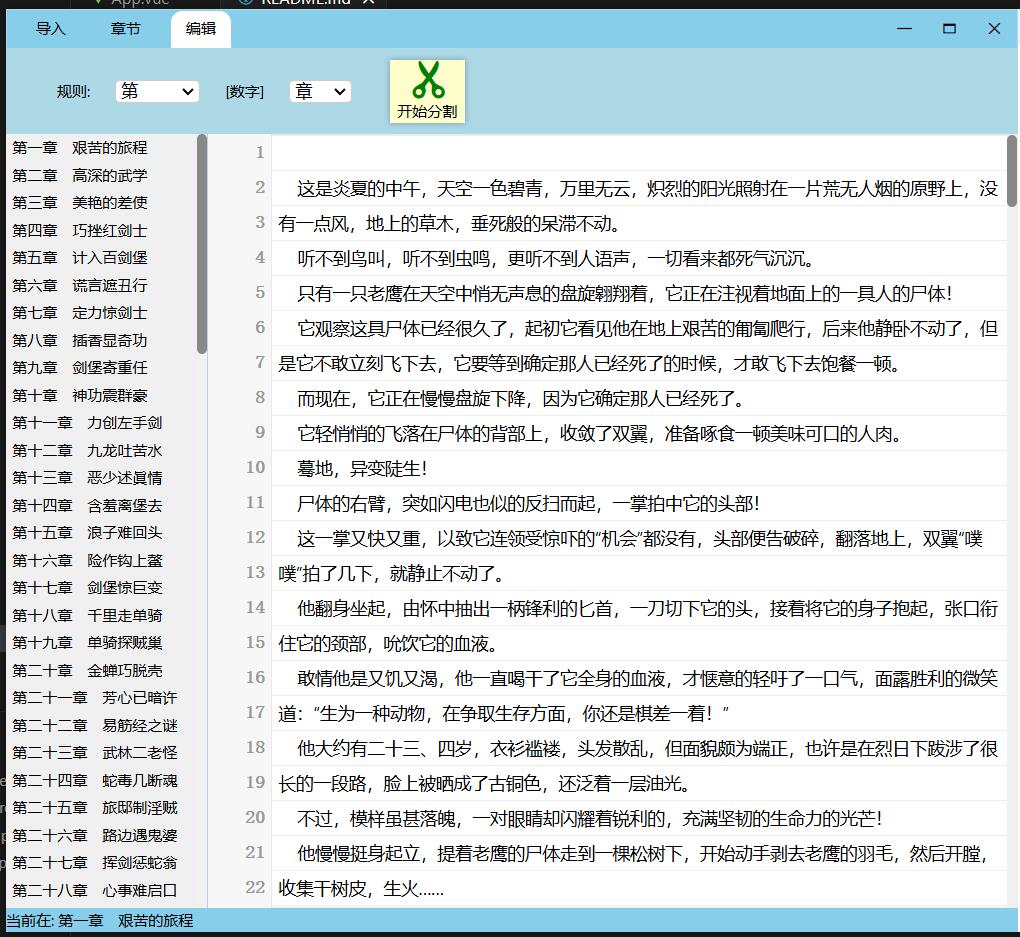 App.vue
README.md
导入 章节 编辑
规则: 第 [数字] 章 开始分割
第一章 艰苦的旅程
第二章 高深的武学
第三章 美艳的差使
第四章 巧挫红剑士
第五章 计入百剑堡
第六章 谎言遮丑行
第七章 定力惊剑士
第八章 插香显奇功
第九章 剑堡寄重任
第十章 神功震群豪
第十一章 力创左手剑
第十二章 九龙吐苦水
第十三章 恶少述眞情
第十四章 含羞离堡去
第十五章 浪子难回头
第十六章 险作钩上鳌
第十七章 剑堡惊巨变
第十八章 千里走单骑
第十九章 单骑探贼巢
第二十章 金蝉巧脱壳
第二十一章 芳心已暗许
第二十二章 易筋经之谜
第二十三章 武林二老怪
第二十四章 蛇毒几断魂
第二十五章 旅邸制淫贼
第二十六章 路边遇鬼婆
第二十七章 挥剑惩蛇翁
第二十八章 心事难启口
1
2 这是炎夏的中午，天空一色碧青，万里无云，炽烈的阳光照射在一片荒无人烟的原野上，没
3 有一点风，地上的草木，垂死般的呆滞不动。
4 听不到鸟叫，听不到虫鸣，更听不到人语声，一切看来都死气沉沉。
5 只有一只老鹰在天空中悄无声息的盘旋翱翔着，它正在注视着地面上的一具人的尸体！
6 它观察这具尸体已经很久了，起初它看见他在地上艰苦的匍匐爬行，后来他静卧不动了，但
7 是它不敢立刻飞下去，它要等到确定那人已经死了的时候，才敢飞下去饱餐一顿。
8 而现在，它正在慢慢盘旋下降，因为它确定那人已经死了。
9 它轻悄悄的飞落在尸体的背部上，收敛了双翼，准备啄食一顿美味可口的人肉。
10 蓦地，异变陡生！
11 尸体的右臂，突如闪电也似的反扫而起，一掌拍中它的头部！
12 这一掌又快又重，以致它连领受惊吓的“机会”都没有，头部便告破碎，翻落地上，双翼“噗
13 噗”拍了几下，就静止不动了。
14 他翻身坐起，由怀中抽出一柄锋利的匕首，一刀切下它的头，接着将它的身子抱起，张口衔
15 住它的颈部，吮饮它的血液。
16 敢情他是又饥又渴，他一直喝干了它全身的血液，才惬意的轻吁了一口气，面露胜利的微笑
17 道：“生为一种动物，在争取生存方面，你还是棋差一着！”
18 他大约有二十三、四岁，衣衫褴褛，头发散乱，但面貌颇为端正，也许是在烈日下跋涉了很
19 长的一段路，脸上被晒成了古铜色，还泛着一层油光。
20 不过，模样虽甚落魄，一对眼睛却闪耀着锐利的，充满坚韧的生命力的光芒！
21 他慢慢挺身起立，提着老鹰的尸体走到一棵松树下，开始动手剥去老鹰的羽毛，然后开膛，
22 收集干树皮，生火……
当前在: 第一章 艰苦的旅程